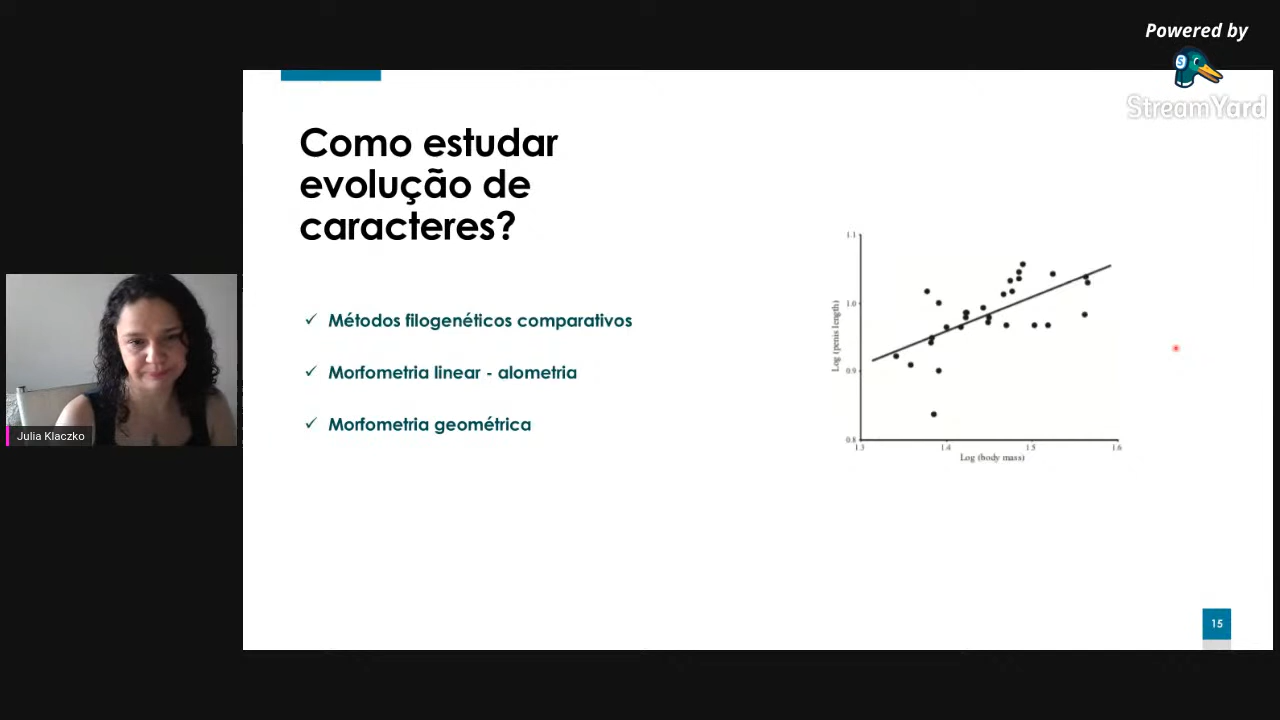 Powered by
StreamYard
Como estudar
evolução de
caracteres?
✓ Métodos filogenéticos comparativos
✓ Morfometria linear - alometria
✓ Morfometria geométrica
1.1
1.0
0.9
0.8
Log (penis length)
1.3 1.4 1.5 1.6
Log (body mass)
Julia Klaczko
15